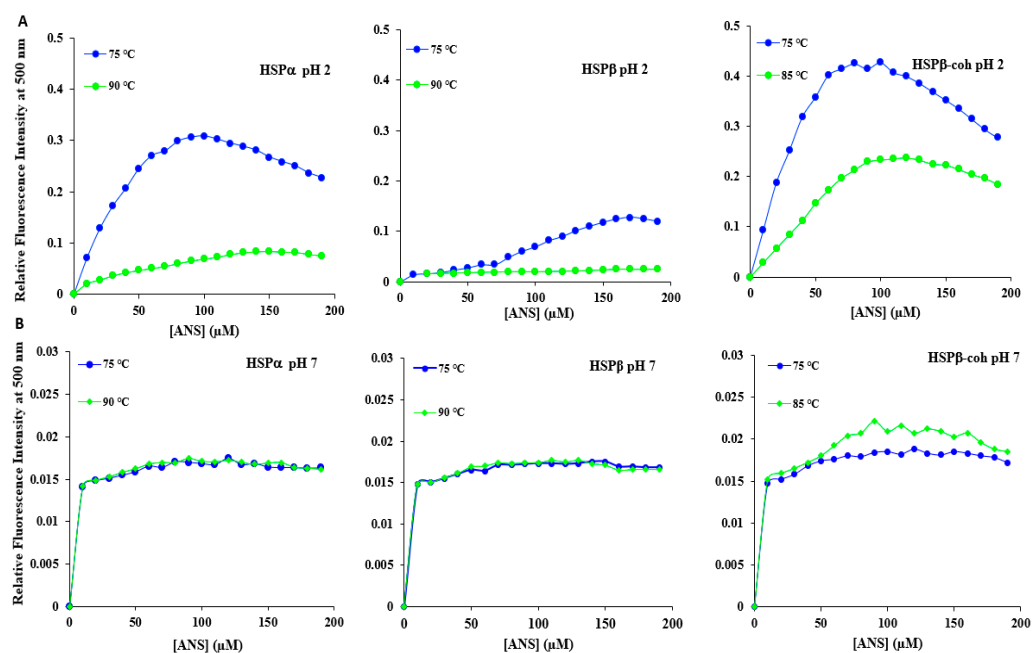 A
Relative Fluorescence Intensity at 500 nm
0.5
0.4
0.3
0.2
0.1
0
0 50 100 150 200
[ANS] (µM)
75 °C
90 °C
HSPα pH 2
0.5
0.4
0.3
0.2
0.1
0
0 50 100 150 200
[ANS] (µM)
75 °C
90 °C
HSPβ pH 2
0.5
0.4
0.3
0.2
0.1
0
0 50 100 150 200
[ANS] (µM)
75 °C
85 °C
HSPβ-coh pH 2
B
Relative Fluorescence Intensity at 500 nm
0.03
0.025
0.02
0.015
0.01
0.005
0
0 50 100 150 200
[ANS] (µM)
75 °C
90 °C
HSPα pH 7
0.03
0.025
0.02
0.015
0.01
0.005
0
0 50 100 150 200
[ANS] (µM)
75 °C
90 °C
HSPβ pH 7
0.03
0.025
0.02
0.015
0.01
0.005
0
0 50 100 150 200
[ANS] (µM)
75 °C
85 °C
HSPβ-coh pH 7